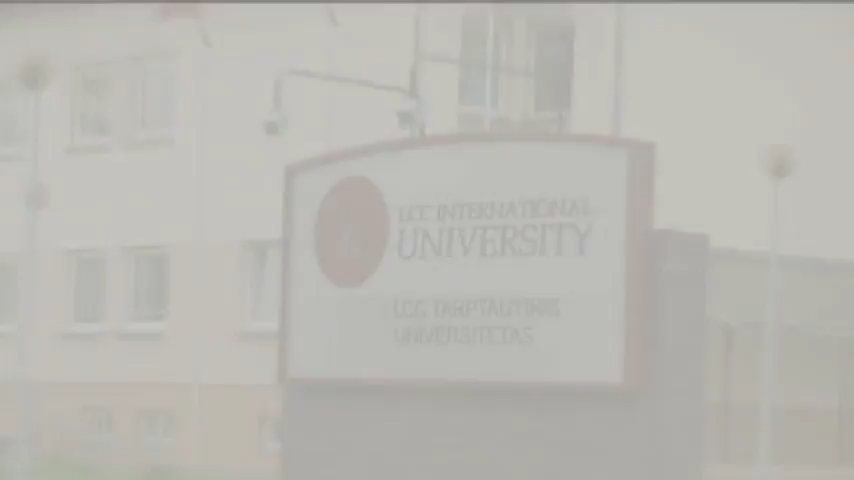 LCC INTERNATIONAL
UNIVERSITY
LCC TARPTAUTINIS
UNIVERSITETAS